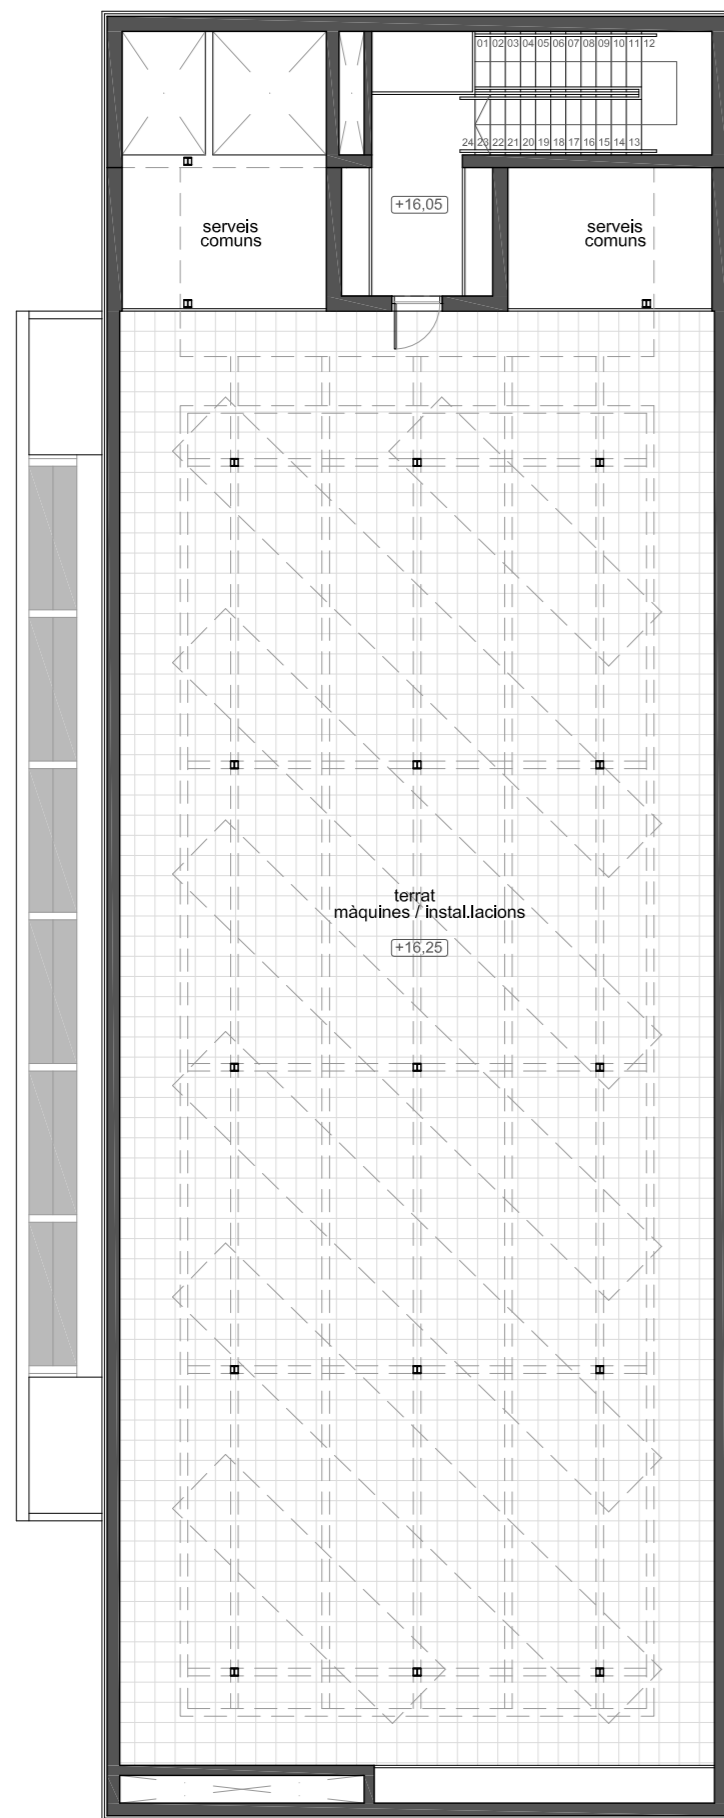 01 02 03 04 05 06 07 08 09 10 11 12
24 23 22 21 20 19 18 17 16 15 14 13
+16,05
serveis
comuns
serveis
comuns
terrat
màquines / instal.lacions
+16,25